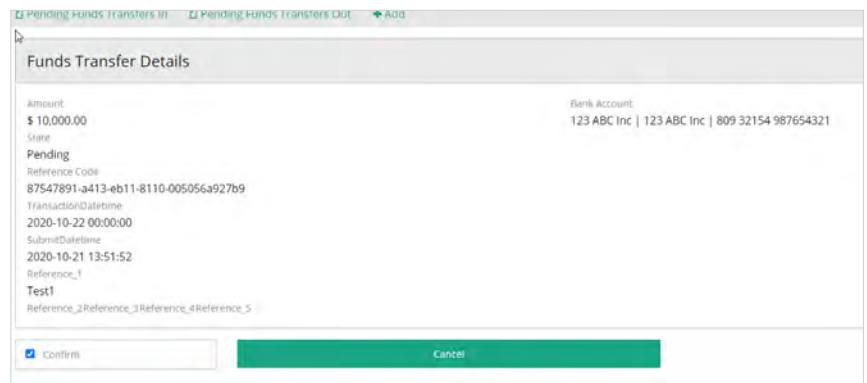 Pending Funds Transfers In Pending Funds Transfers Out + Add
Funds Transfer Details
Amount
$ 10,000.00
State
Pending
Reference Code
87547891-a413-eb11-8110-005056a927b9
TransactionDatetime
2020-10-22 00:00:00
SubmitDatetime
2020-10-21 13:51:52
Reference_1
Test1
Reference_2Reference_3Reference_4Reference_5
Bank Account
123 ABC Inc | 123 ABC Inc | 809 32154 987654321
Confirm
Cancel